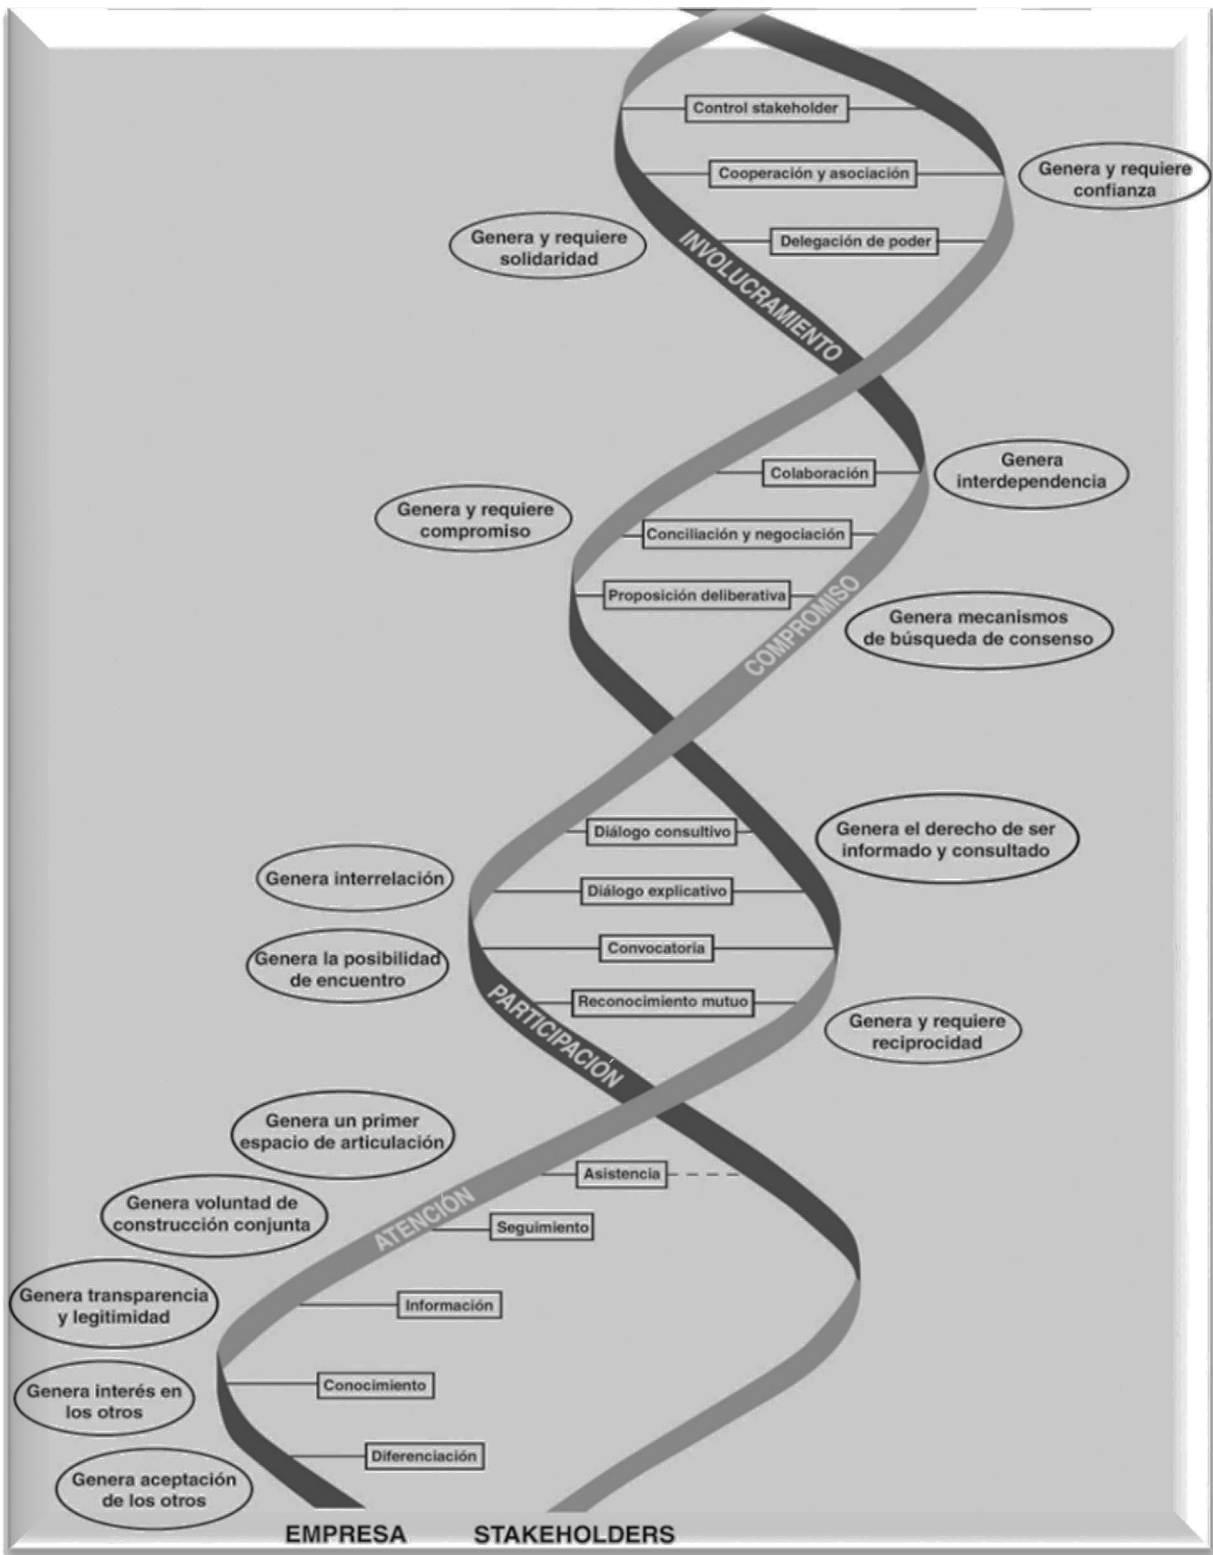 Control stakeholder
Cooperación y asociación
Genera y requiere
confianza
Genera y requiere
solidaridad
Delegación de poder
INVOLUCRAMIENTO
Colaboración
Genera
interdependencia
Genera y requiere
compromiso
Conciliación y negociación
Proposición deliberativa
COMPROMISO
Genera mecanismos
de búsqueda de consenso
Diálogo consultivo
Genera el derecho de ser
informado y consultado
Genera interrelación
Diálogo explicativo
Genera la posibilidad
de encuentro
Convocatoria
Reconocimiento mutuo
PARTICIPACIÓN
Genera y requiere
reciprocidad
Genera un primer
espacio de articulación
Asistencia
Genera voluntad de
construcción conjunta
ATENCIÓN
Seguimiento
Genera transparencia
y legitimidad
Información
Genera interés en
los otros
Conocimiento
Diferenciación
Genera aceptación
de los otros
EMPRESA
STAKEHOLDERS